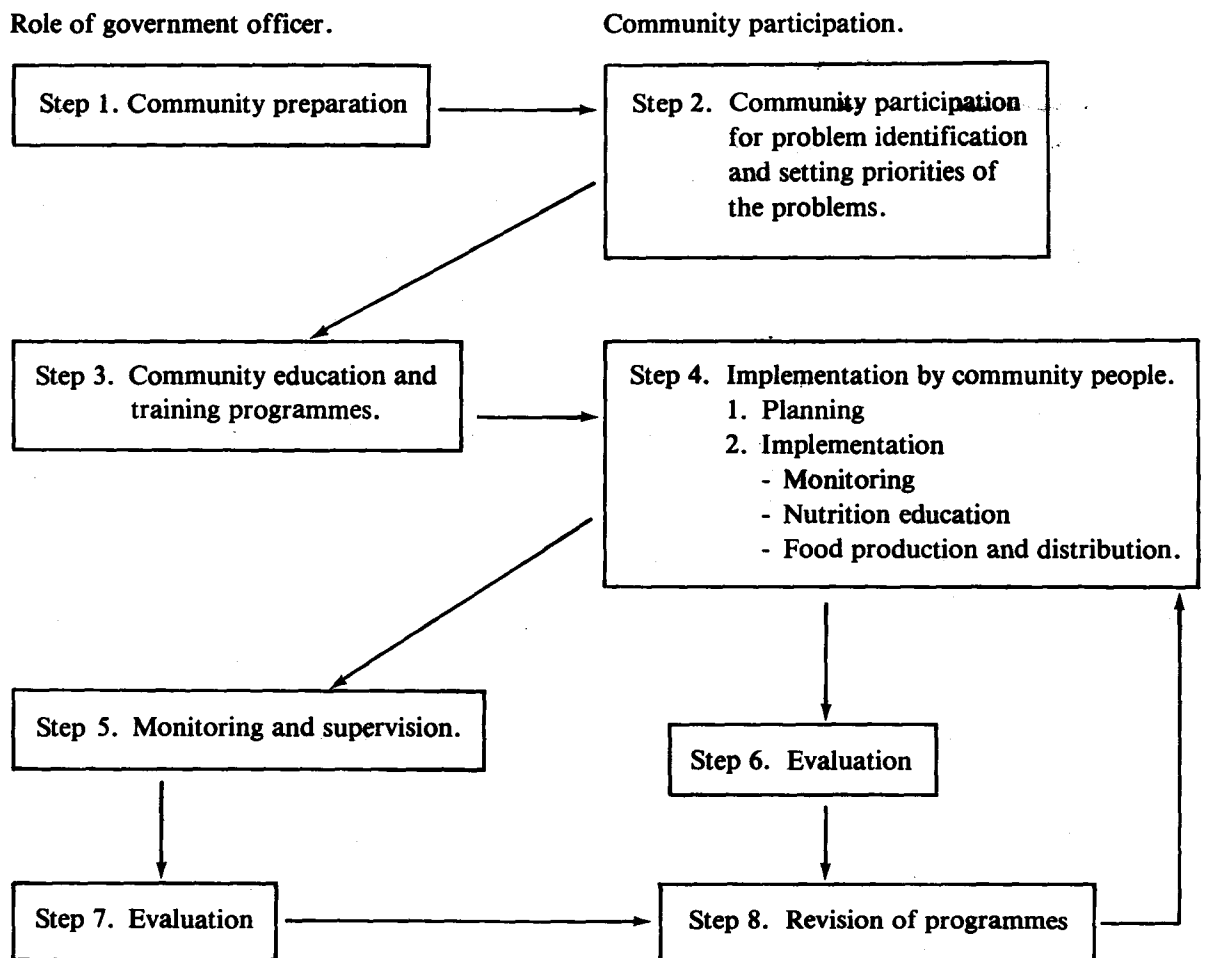 Role of government officer.
Community participation.
Step 1. Community preparation
Step 2. Community participation
for problem identification
and setting priorities of
the problems.
Step 3. Community education and
training programmes.
Step 4. Implementation by community people.
1. Planning
2. Implementation
- Monitoring
- Nutrition education
- Food production and distribution.
Step 5. Monitoring and supervision.
Step 6. Evaluation
Step 7. Evaluation
Step 8. Revision of programmes